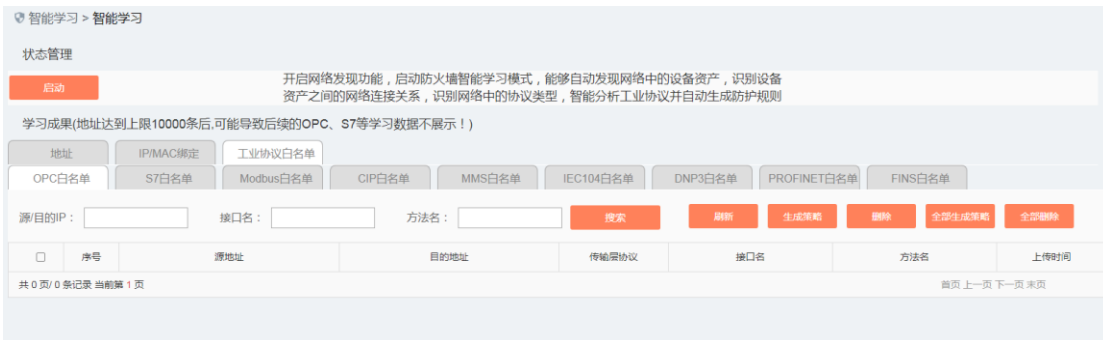 智能学习 > 智能学习
状态管理
启动
开启网络发现功能，启动防火墙智能学习模式，能够自动发现网络中的设备资产，识别设备
资产之间的网络连接关系，识别网络中的协议类型，智能分析工业协议并自动生成防护规则
学习成果(地址达到上限10000条后,可能导致后续的OPC、S7等学习数据不展示！)
地址 IP/MAC绑定 工业协议白名单
OPC白名单 S7白名单 Modbus白名单 CIP白名单 MMS白名单 IEC104白名单 DNP3白名单 PROFINET白名单 FINS白名单
源/目的IP： 接口名： 方法名： 搜索 刷新 生成策略 删除 全部生成策略 全部删除
序号 源地址 目的地址 传输层协议 接口名 方法名 上传时间
共 0 页/ 0 条记录 当前第 1 页 首页 上一页 下一页 末页